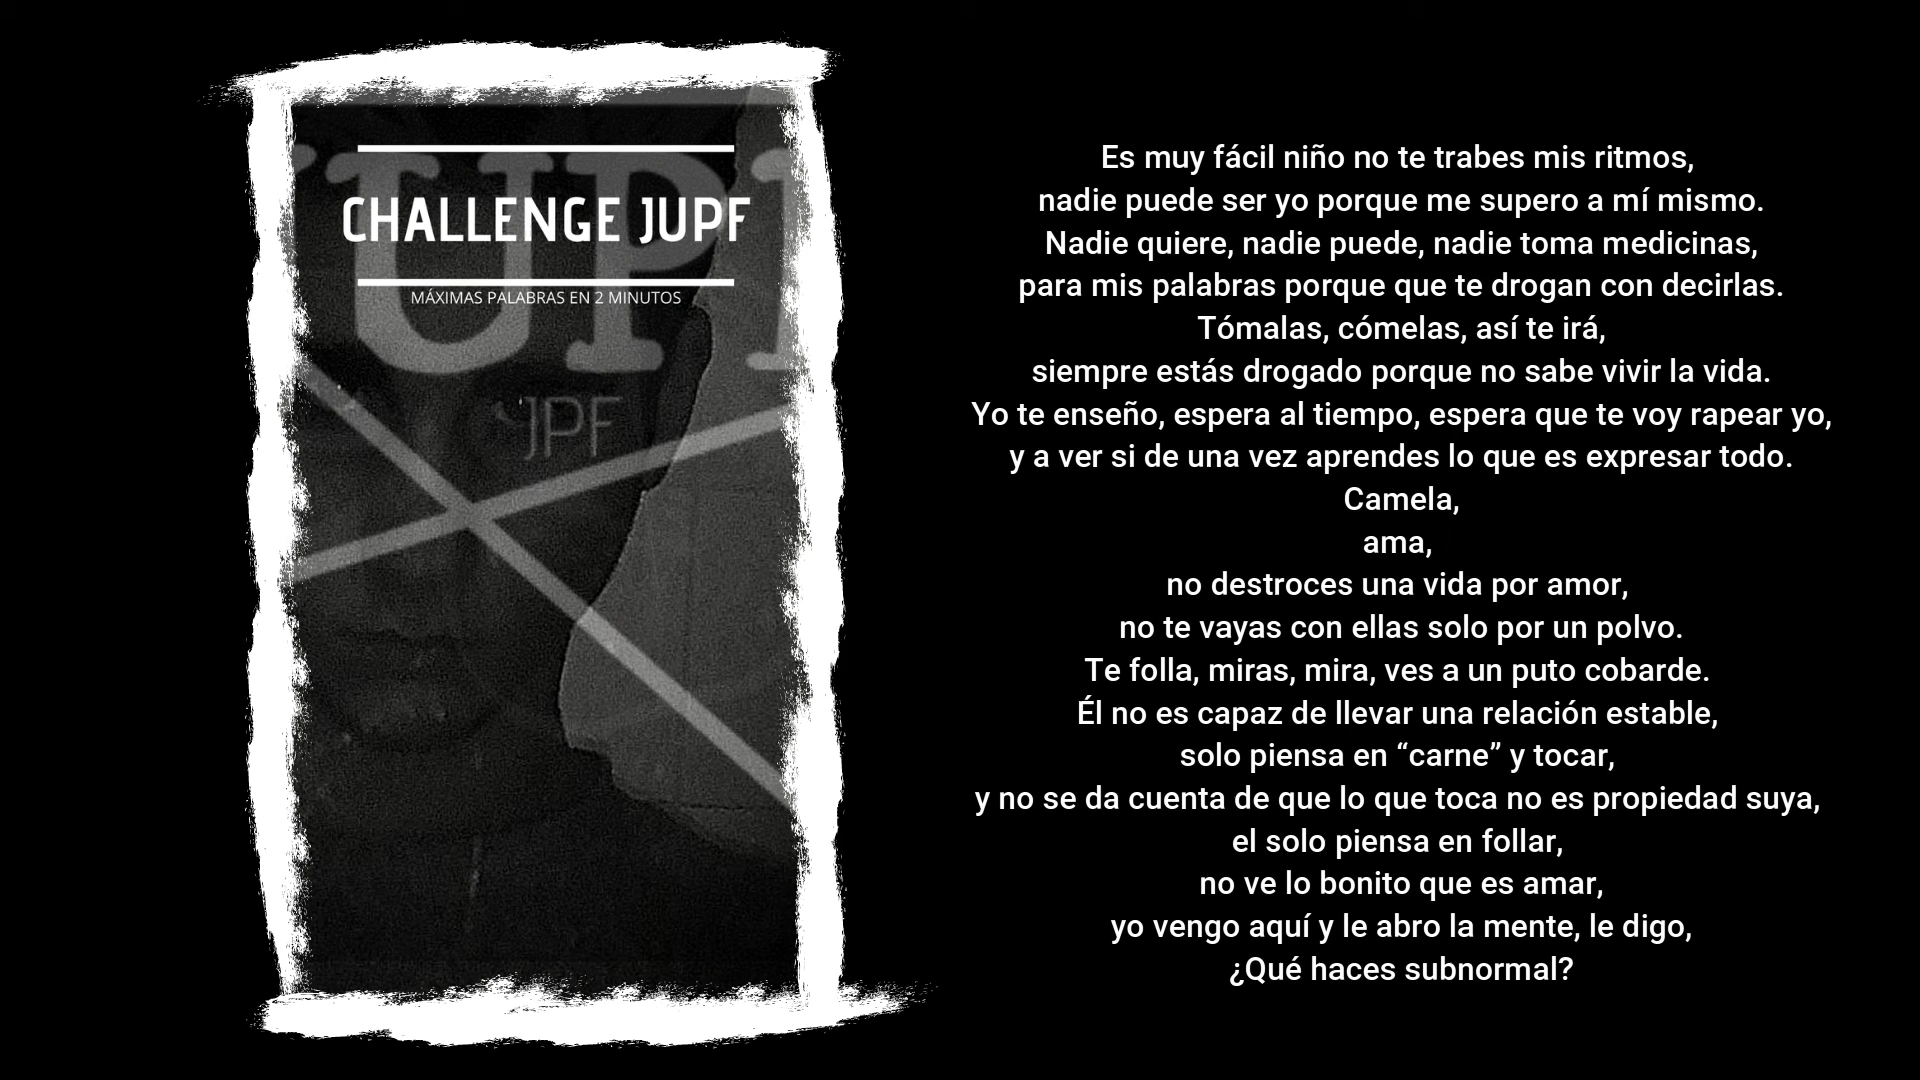 CHALLENGE JUPF
MÁXIMAS PALABRAS EN 2 MINUTOS
JPF
Es muy fácil niño no te trabes mis ritmos,
nadie puede ser yo porque me supero a mí mismo.
Nadie quiere, nadie puede, nadie toma medicinas,
para mis palabras porque que te drogan con decirlas.
Tómalas, cómelas, así te irá,
siempre estás drogado porque no sabe vivir la vida.
Yo te enseño, espera al tiempo, espera que te voy rapear yo,
y a ver si de una vez aprendes lo que es expresar todo.
Camela,
ama,
no destroces una vida por amor,
no te vayas con ellas solo por un polvo.
Te folla, miras, mira, ves a un puto cobarde.
Él no es capaz de llevar una relación estable,
solo piensa en “carne” y tocar,
y no se da cuenta de que lo que toca no es propiedad suya,
el solo piensa en follar,
no ve lo bonito que es amar,
yo vengo aquí y le abro la mente, le digo,
¿Qué haces subnormal?